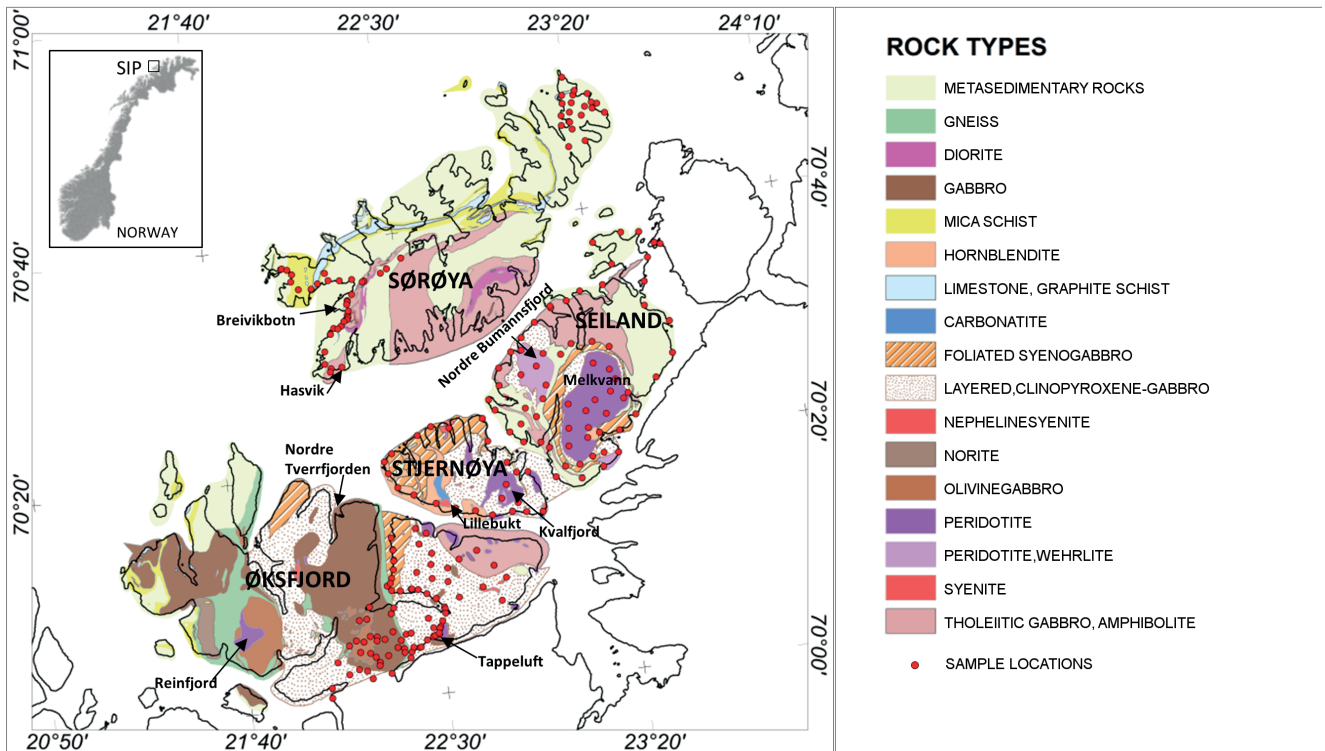 21°40'
22°30'
23°20'
24°10'
71°00'
SIP
NORWAY
70°40'
70°40'
SØRØYA
Breivikbotn
Nordre Bumannsfjord
SEILAND
Hasvik
Melkvann
70°20'
Nordre
Tverrfjorden
STJERNØYA
70°20'
Lillebukt
Kvalfjord
ØKSFJORD
70°00'
Tappeluft
Reinfjord
20°50'
21°40'
22°30'
23°20'
ROCK TYPES
METASEDIMENTARY ROCKS
GNEISS
DIORITE
GABBRO
MICA SCHIST
HORNBLENDITE
LIMESTONE, GRAPHITE SCHIST
CARBONATITE
FOLIATED SYENOGABBRO
LAYERED,CLINOPYROXENE-GABBRO
NEPHELINESYENITE
NORITE
OLIVINEGABBRO
PERIDOTITE
PERIDOTITE,WEHRLITE
SYENITE
THOLEIITIC GABBRO, AMPHIBOLITE
SAMPLE LOCATIONS